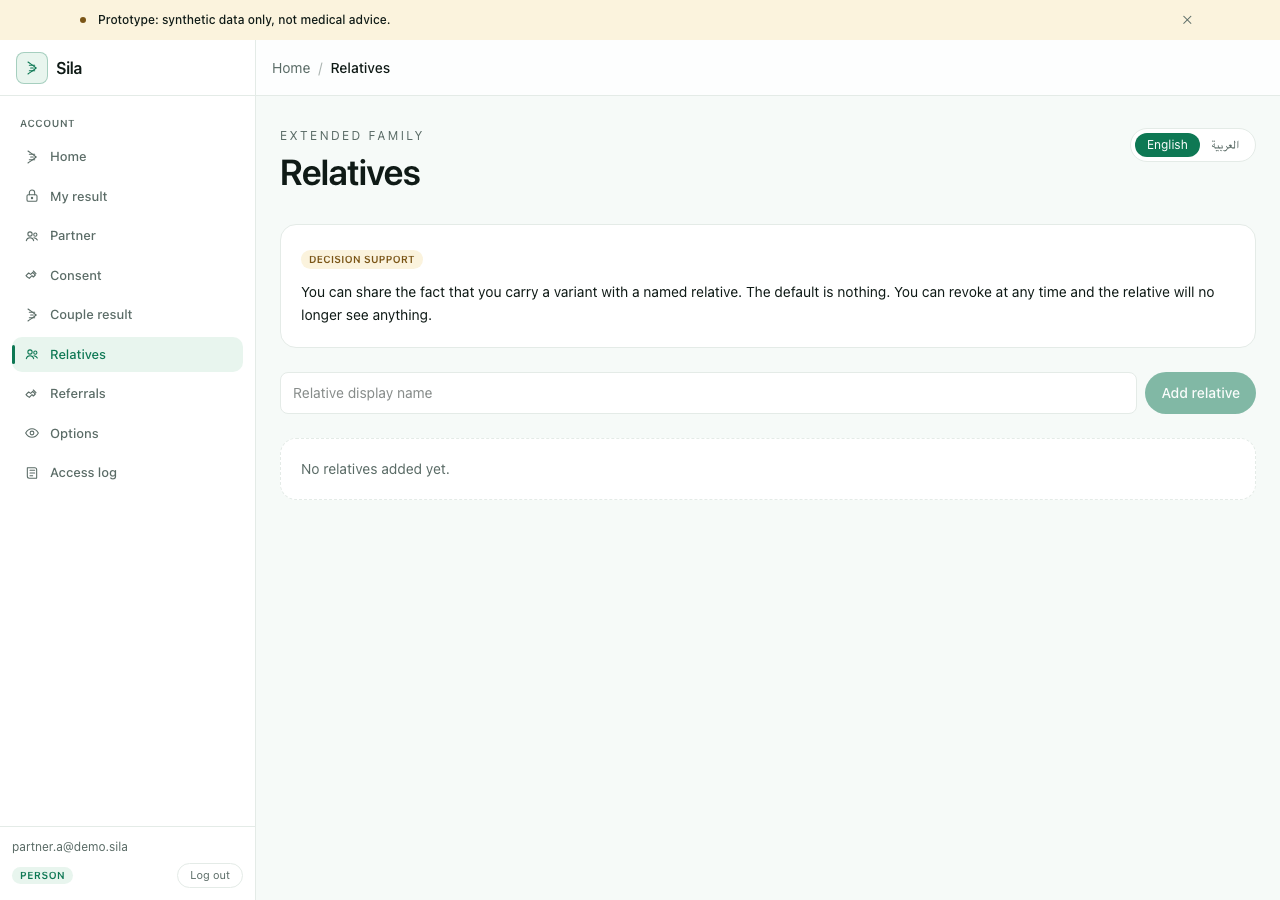 Prototype: synthetic data only, not medical advice.
Sila
Home / Relatives
ACCOUNT
Home
My result
Partner
Consent
Couple result
Relatives
Referrals
Options
Access log
partner.a@demo.sila
PERSON
Log out
EXTENDED FAMILY
Relatives
English
العربية
DECISION SUPPORT
You can share the fact that you carry a variant with a named relative. The default is nothing. You can revoke at any time and the relative will no
longer see anything.
Relative display name
Add relative
No relatives added yet.